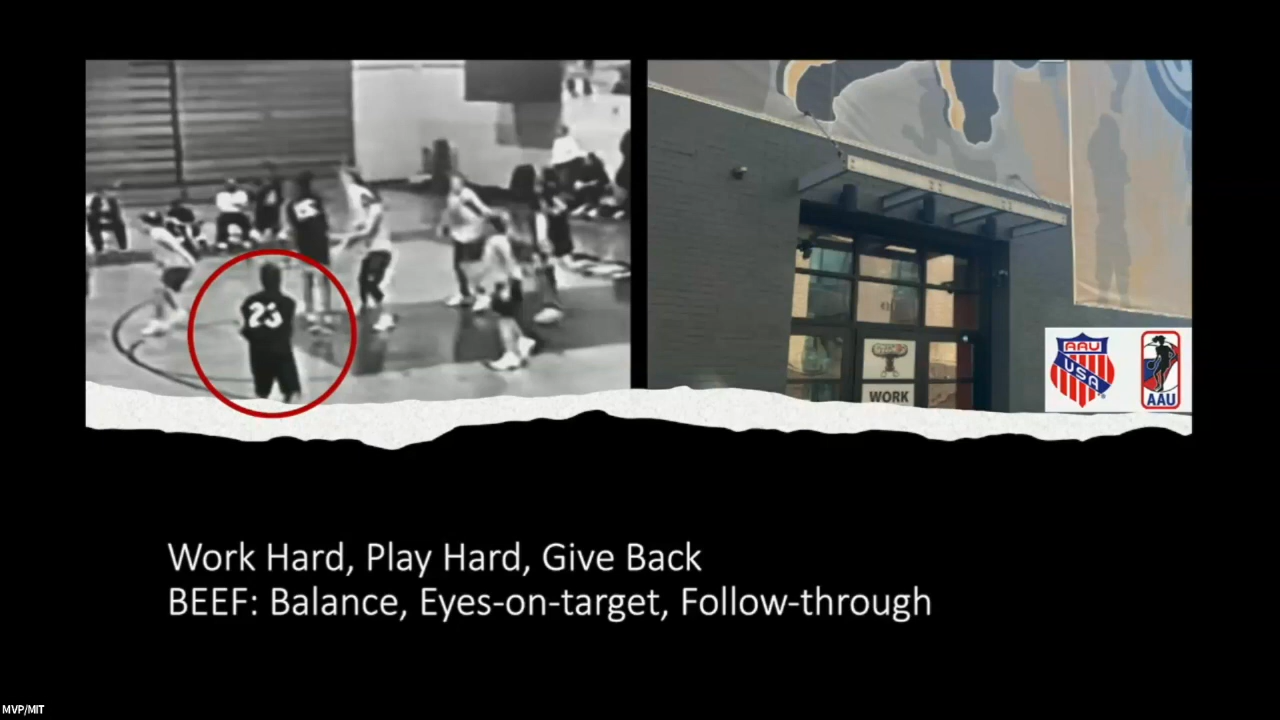 23
WORK
AAU
USA
AAU
Work Hard, Play Hard, Give Back
BEEF: Balance, Eyes-on-target, Follow-through
MVP/MIT